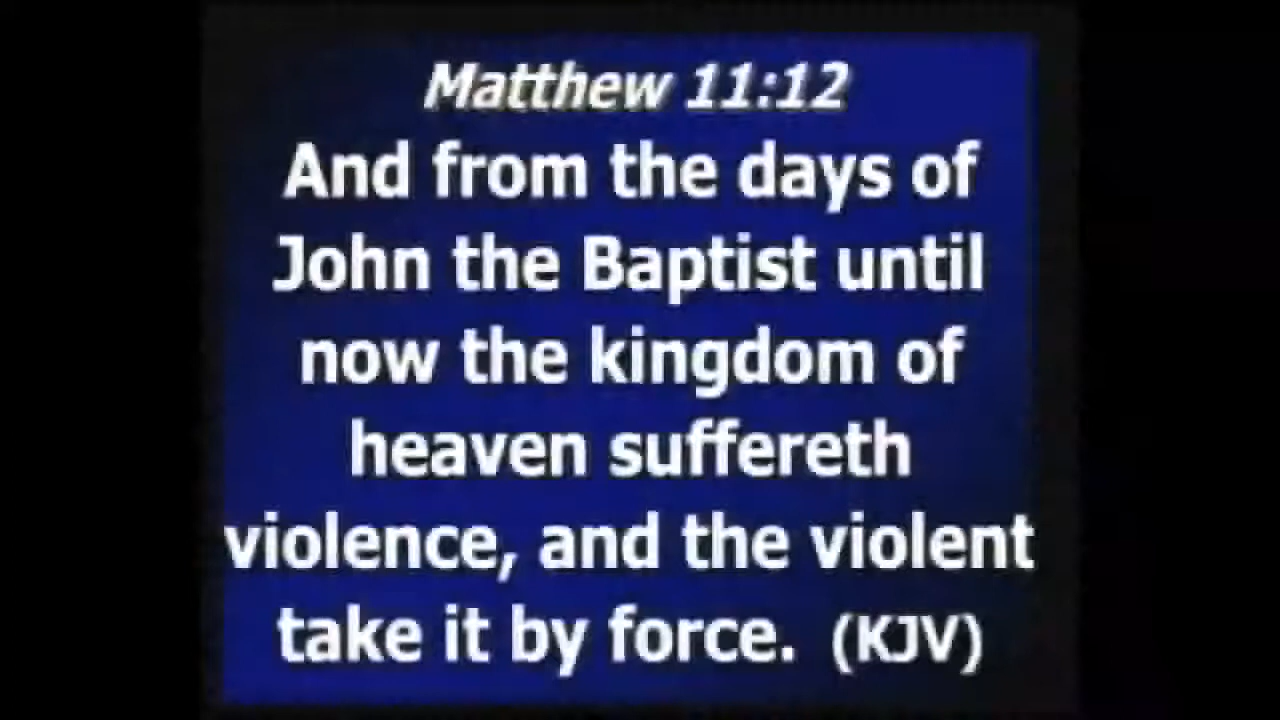 Matthew 11:12
And from the days of
John the Baptist until
now the kingdom of
heaven suffereth
violence, and the violent
take it by force. (KJV)